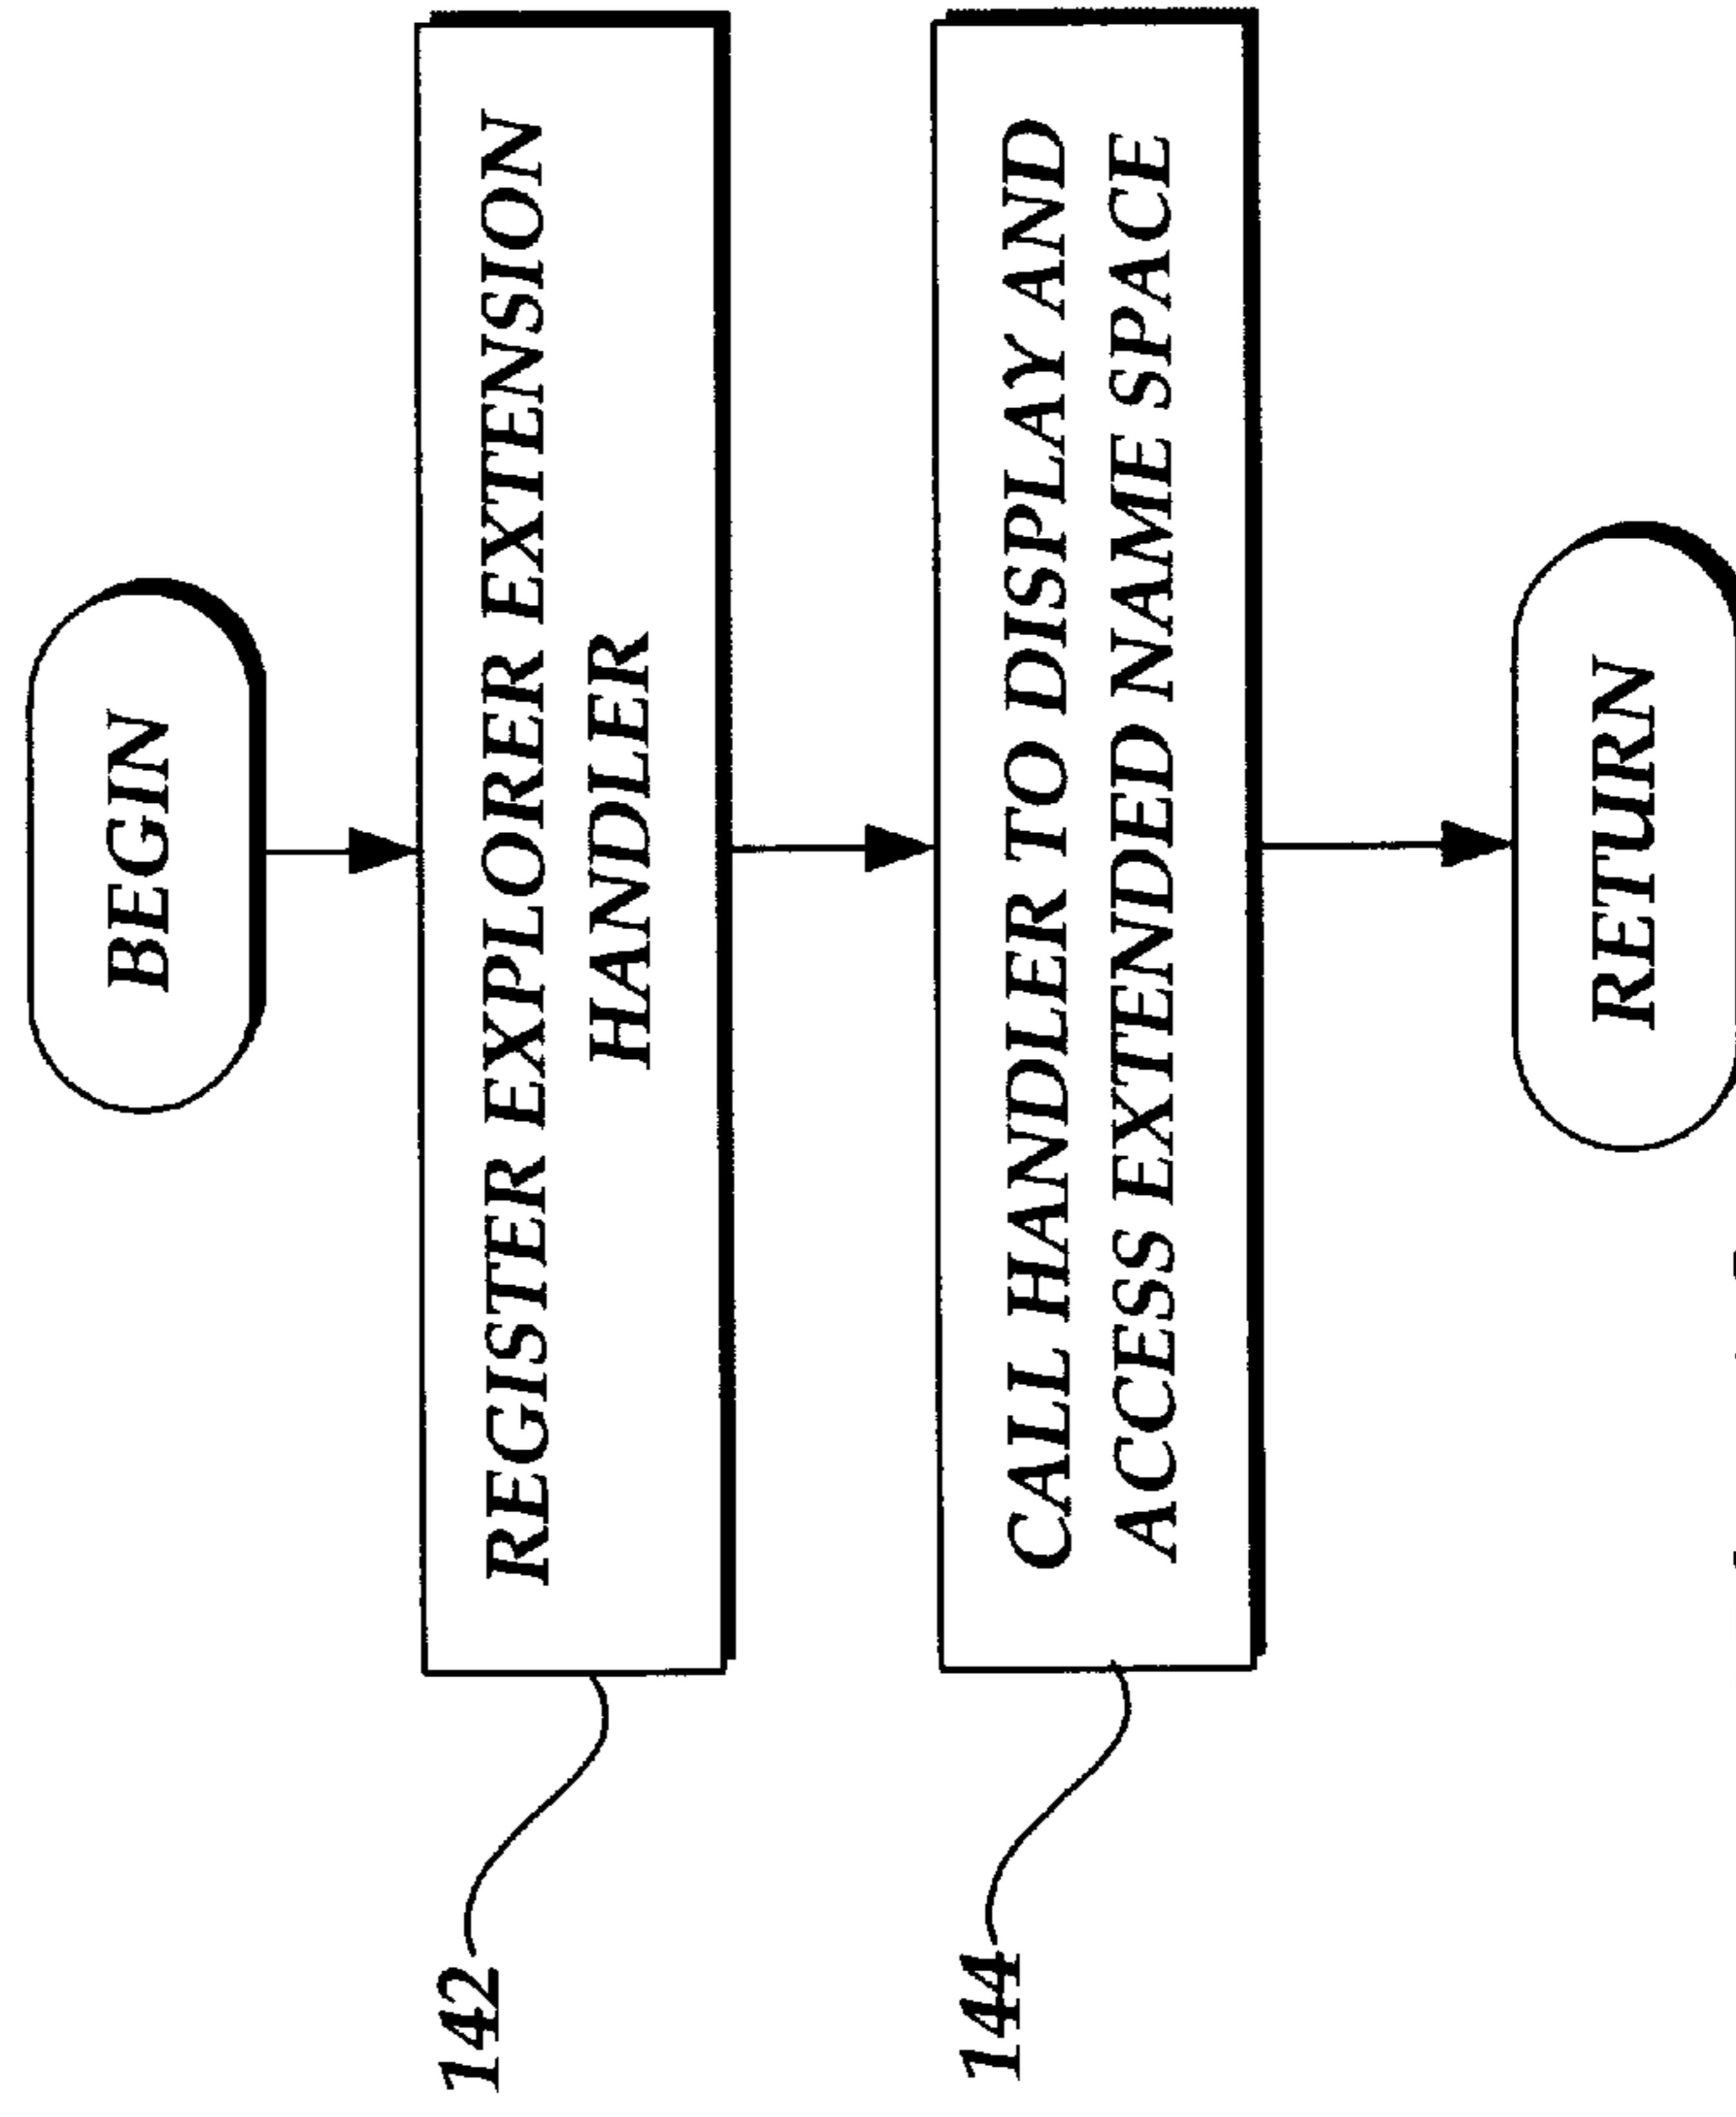 BEGIN
REGISTER EXPLORER EXTENSION
HANDLER
142
CALL HANDLER TO DISPLAY AND
ACCESS EXTENDED NAME SPACE
144
RETURN